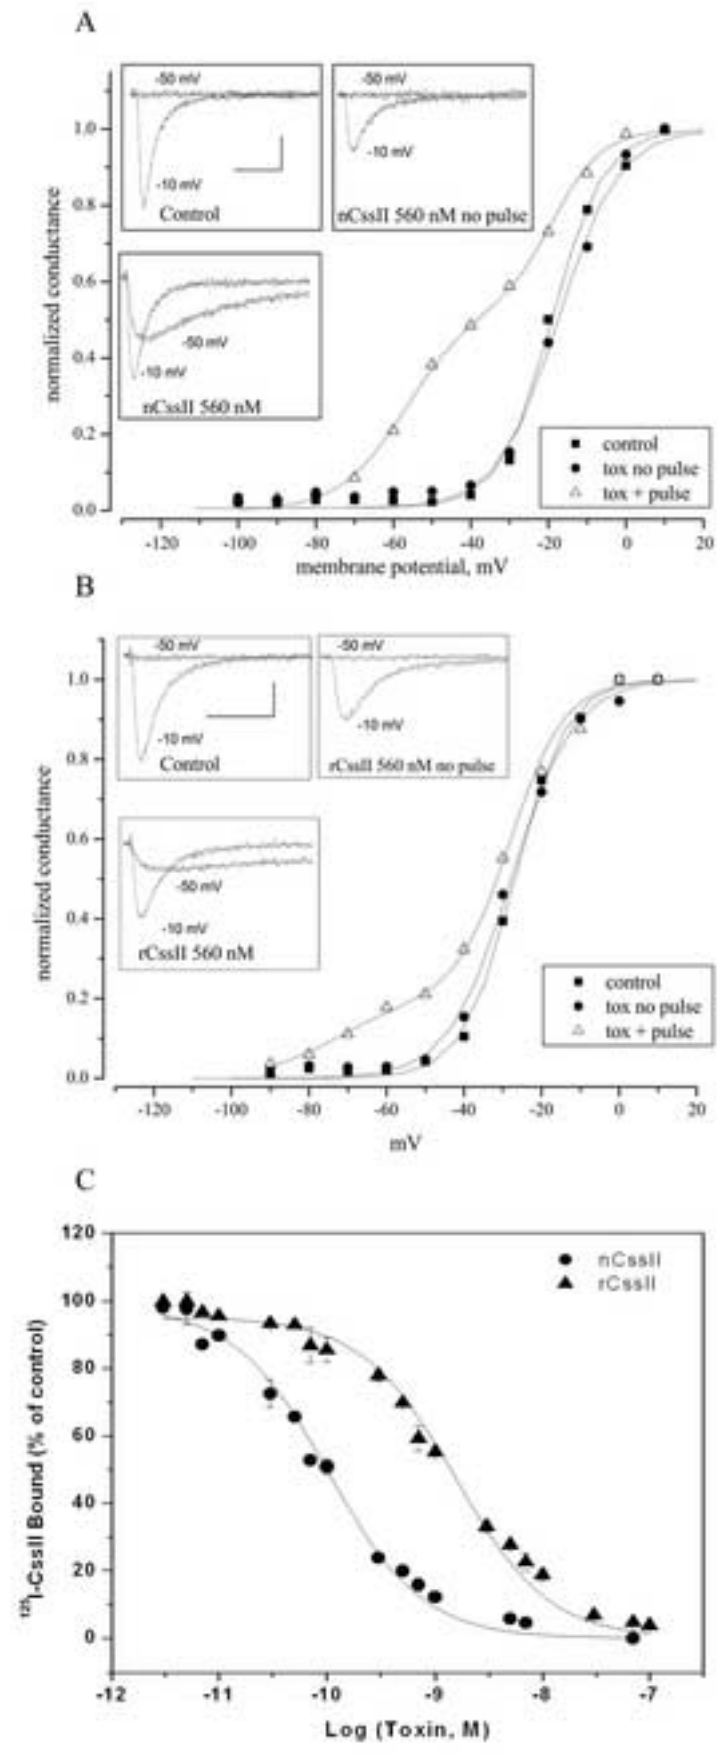 A
-50 mV
-10 mV
Control
-50 mV
-10 mV
nCssII 560 nM no pulse
-50 mV
-10 mV
nCssII 560 nM
normalized conductance
1.0
0.8
0.6
0.4
0.2
0.0
control
tox no pulse
tox + pulse
-120 -100 -80 -60 -40 -20 0 20
membrane potential, mV
B
-50 mV
-10 mV
Control
-50 mV
-10 mV
rCssII 560 nM no pulse
-50 mV
-10 mV
rCssII 560 nM
normalized conductance
1.0
0.8
0.6
0.4
0.2
0.0
control
tox no pulse
tox + pulse
-120 -100 -80 -60 -40 -20 0 20
mV
C
nCssII
rCssII
¹²⁵I-CssII Bound (% of control)
120
100
80
60
40
20
0
-12 -11 -10 -9 -8 -7
Log (Toxin, M)